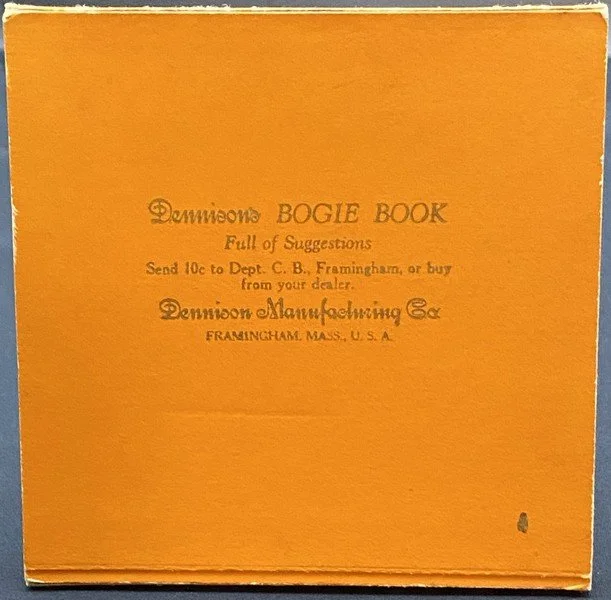 Dennison's BOGIE BOOK
Full of Suggestions
Send 10c to Dept. C. B., Framingham, or buy
from your dealer.
Dennison Manufacturing Co
FRAMINGHAM, MASS., U. S. A.